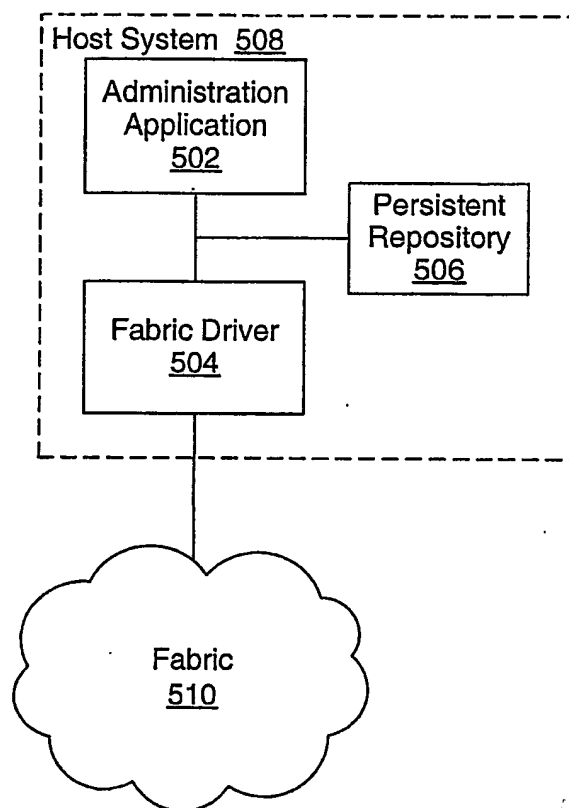 Host System 508
Administration
Application
502
Persistent
Repository
506
Fabric Driver
504
Fabric
510